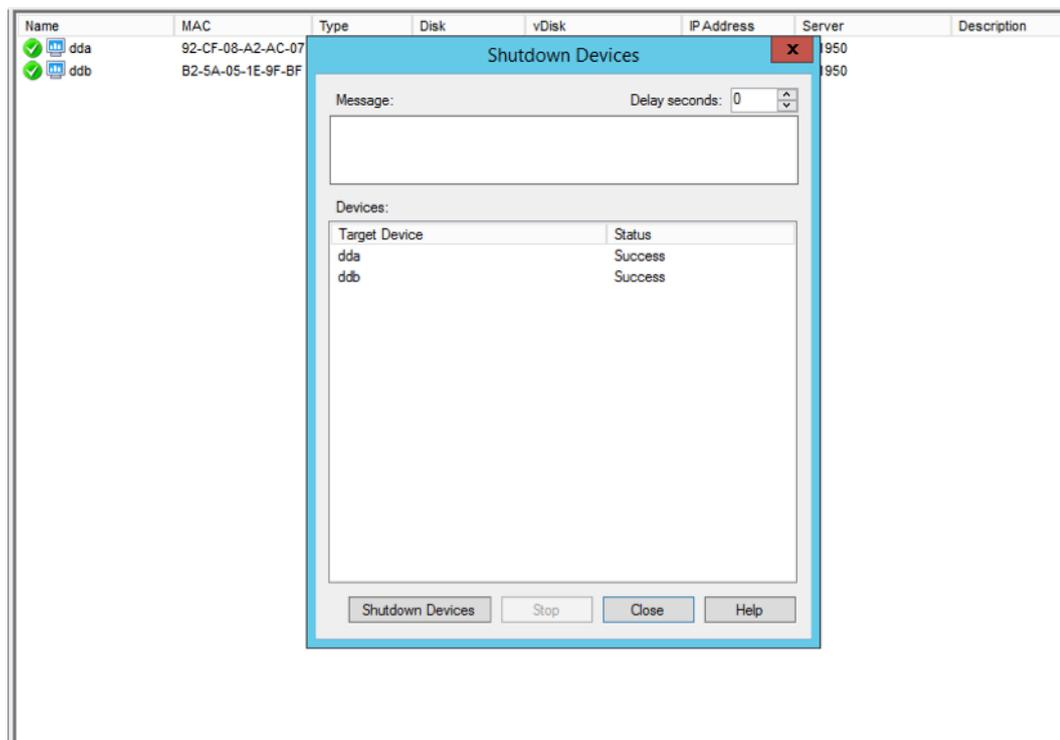 Name MAC Type Disk vDisk IP Address Server Description
dda 92-CF-08-A2-AC-07 1950
ddb B2-5A-05-1E-9F-BF 1950
Shutdown Devices x
Message: Delay seconds: 0
Devices:
Target Device Status
dda Success
ddb Success
Shutdown Devices Stop Close Help